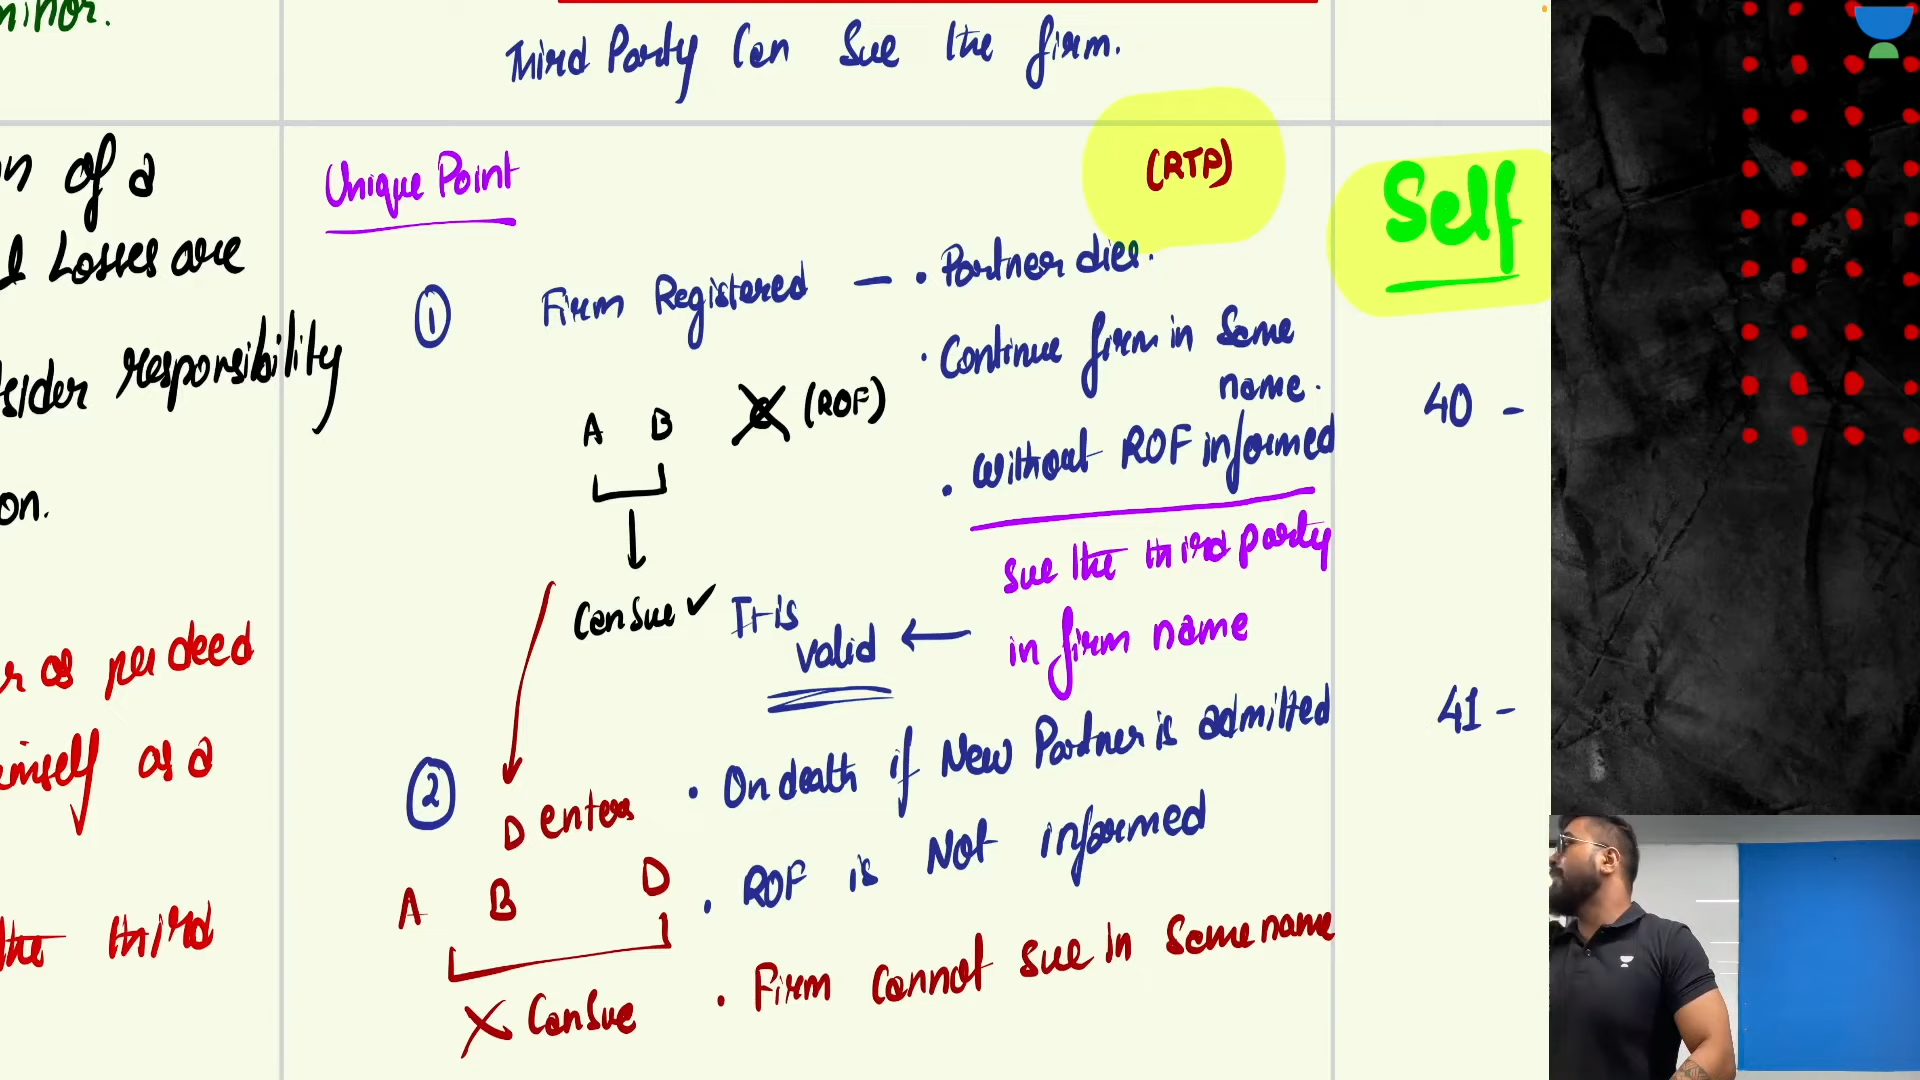 minor.
Third Party Can Sue the firm.
on of a
Losses are
responsibility
on.
as per deed
as a
the third
Unique Point
(RTP)
Self
① Firm Registered - • Partner dies.
• Continue firm in Same name.
A B C (ROF)
• without ROF informed
sue the third party
in firm name
Can Sue ✓ It is valid ←
40 -
② • On death if New Partner is admitted
41 -
D enters
• ROF is Not informed
A B D
• Firm cannot sue in Same name
X Can Sue